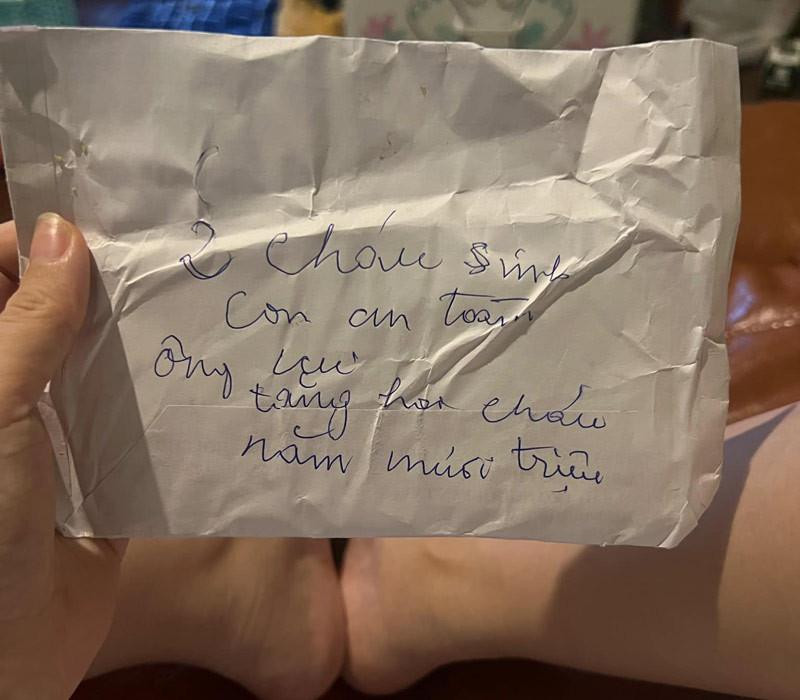 2 cháu sinh
con an toàn
Ông
tặng hai cháu
năm mươi triệu